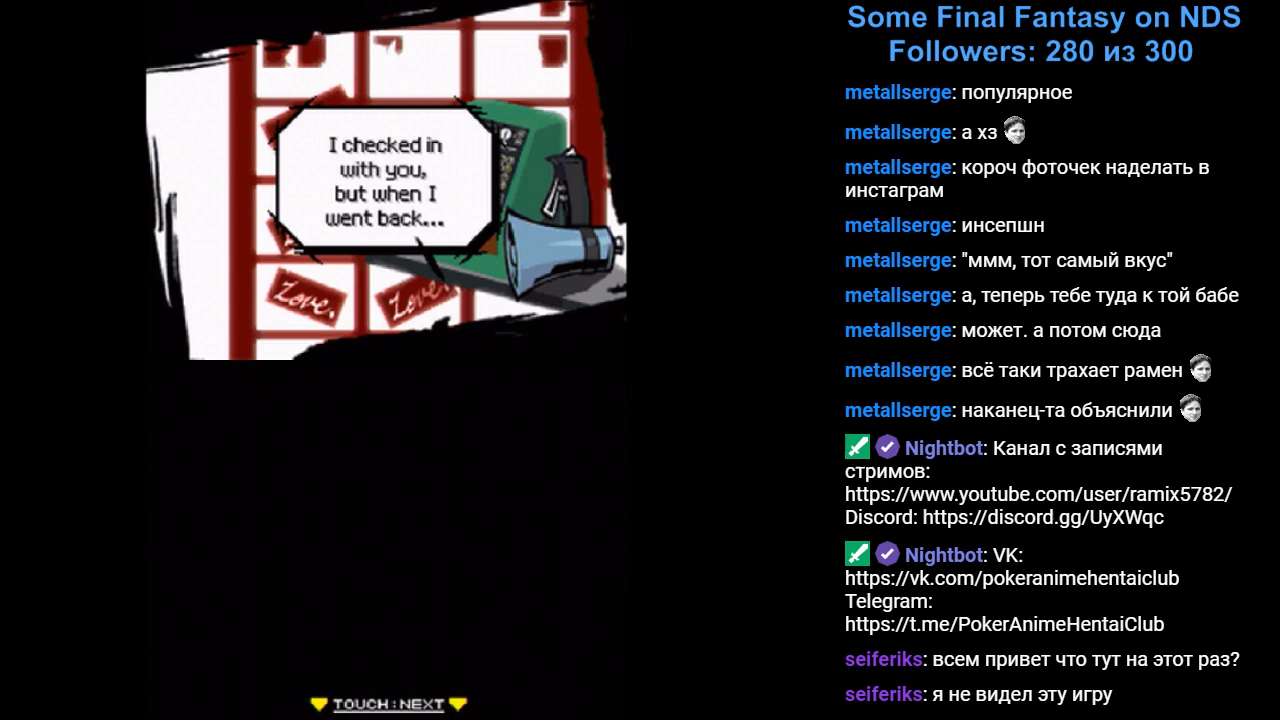 I checked in
with you,
but when I
went back...
Love.
Love.
TOUCH : NEXT
Some Final Fantasy on NDS
Followers: 280 из 300
metallserge: популярное
metallserge: а хз
metallserge: короч фоточек наделать в
инстаграм
metallserge: инсепшн
metallserge: "ммм, тот самый вкус"
metallserge: а, теперь тебе туда к той бабе
metallserge: может. а потом сюда
metallserge: всё таки трахает рамен
metallserge: наканец-та объяснили
Nightbot: Канал с записями
стримов:
https://www.youtube.com/user/ramix5782/
Discord: https://discord.gg/UyXWqc
Nightbot: VK:
https://vk.com/pokeranimehentaiclub
Telegram:
https://t.me/PokerAnimeHentaiClub
seiferiks: всем привет что тут на этот раз?
seiferiks: я не видел эту игру